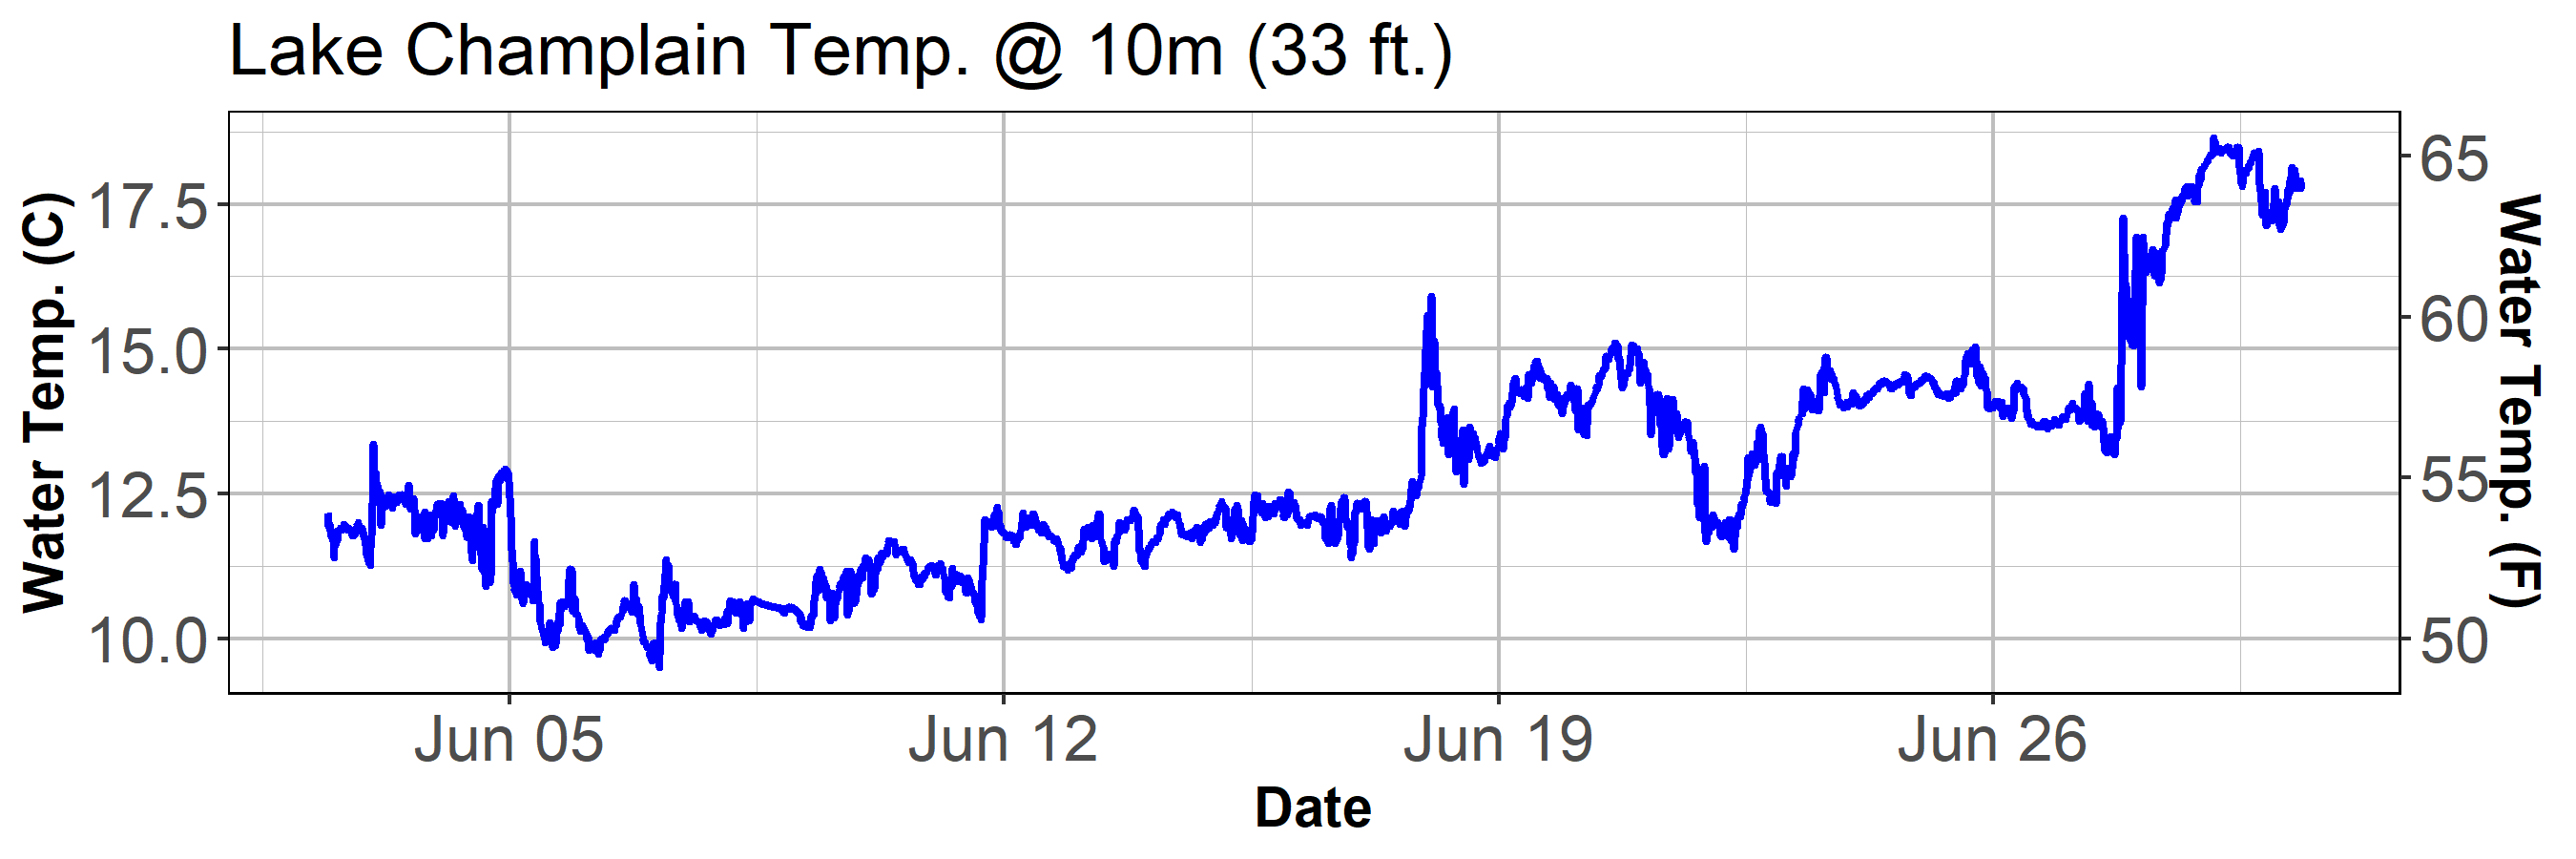 Lake Champlain Temp. @ 10m (33 ft.)
Water Temp. (C)
17.5
15.0
12.5
10.0
65
60
55
50
Water Temp. (F)
Jun 05 Jun 12 Jun 19 Jun 26
Date